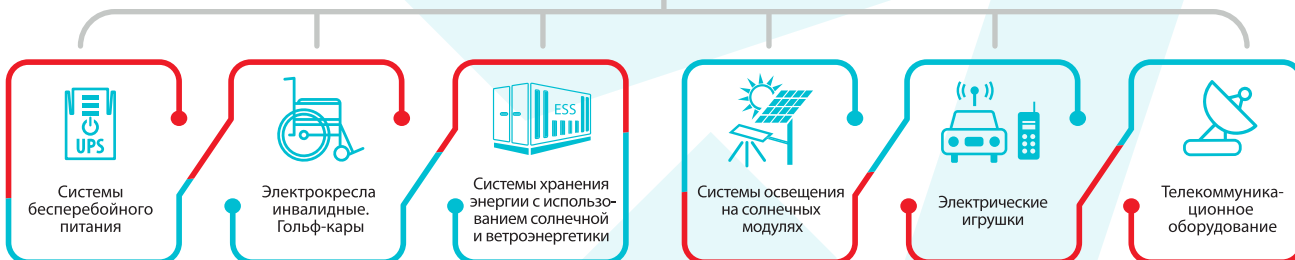 UPS
Системы
бесперебойного
питания
Электрокресла
инвалидные.
Гольф-кары
ESS
Системы хранения
энергии с использо-
ванием солнечной
и ветроэнергетики
Системы освещения
на солнечных
модулях
Электрические
игрушки
Телекоммуника-
ционное
оборудование